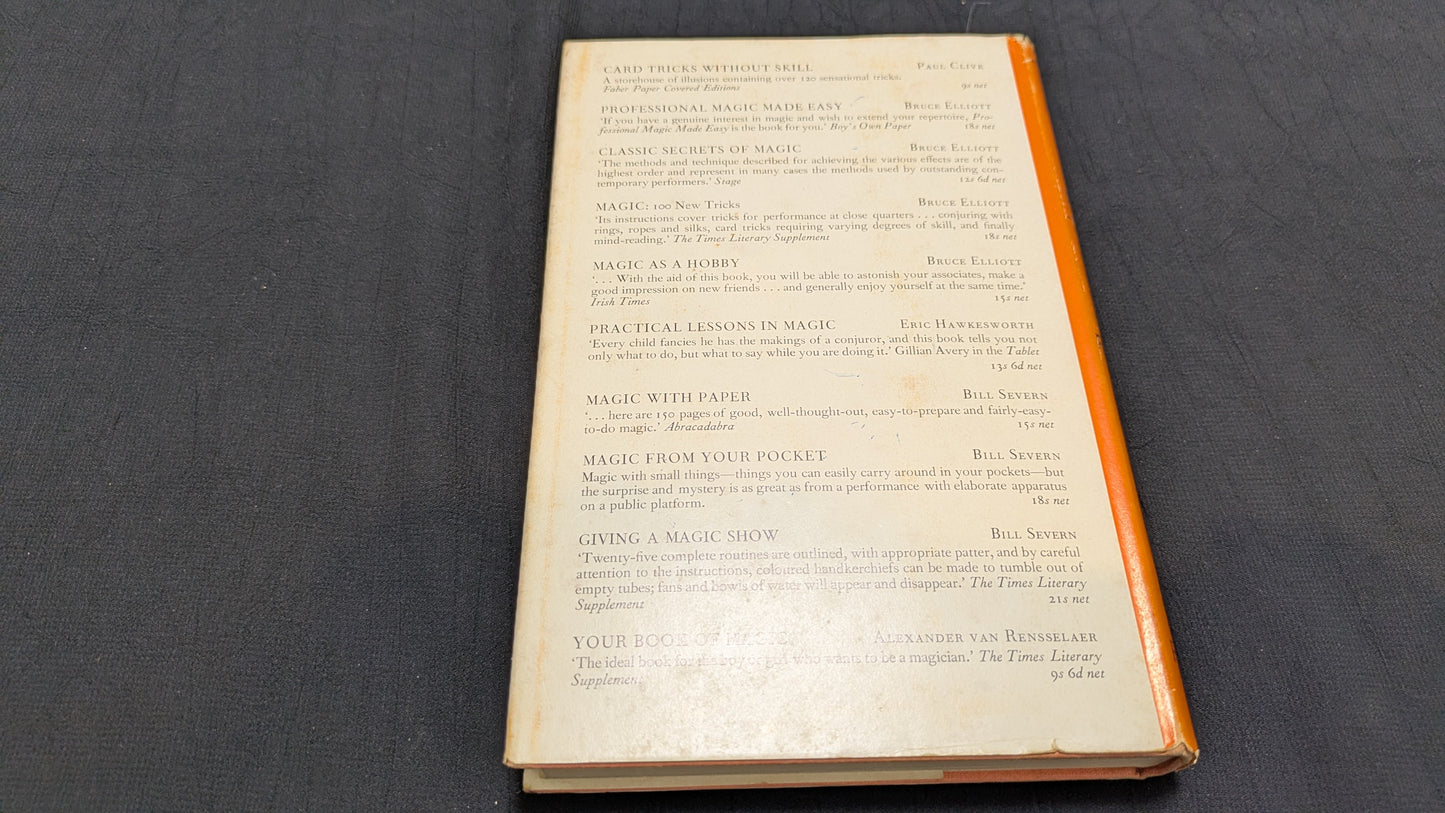 CARD TRICKS WITHOUT SKILL PAUL CLIVE
A storehouse of illusions containing over 120 sensational tricks.
Faber Paper Covered Editions 9s net
PROFESSIONAL MAGIC MADE EASY BRUCE ELLIOTT
'If you have a genuine interest in magic and wish to extend your repertoire, Pro-
fessional Magic Made Easy is the book for you.' Boy's Own Paper 18s net
CLASSIC SECRETS OF MAGIC BRUCE ELLIOTT
'The methods and technique described for achieving the various effects are of the
highest order and represent in many cases the methods used by outstanding con-
temporary performers.' Stage 12s 6d net
MAGIC: 100 New Tricks BRUCE ELLIOTT
'Its instructions cover tricks for performance at close quarters . . . conjuring with
rings, ropes and silks, card tricks requiring varying degrees of skill, and finally
mind-reading.' The Times Literary Supplement 18s net
MAGIC AS A HOBBY BRUCE ELLIOTT
'. . . With the aid of this book, you will be able to astonish your associates, make a
good impression on new friends . . . and generally enjoy yourself at the same time.'
Irish Times 15s net
PRACTICAL LESSONS IN MAGIC ERIC HAWKESWORTH
'Every child fancies he has the makings of a conjuror, and this book tells you not
only what to do, but what to say while you are doing it.' Gillian Avery in the Tablet
13s 6d net
MAGIC WITH PAPER BILL SEVERN
'. . . here are 150 pages of good, well-thought-out, easy-to-prepare and fairly-easy-
to-do magic.' Abracadabra 15s net
MAGIC FROM YOUR POCKET BILL SEVERN
Magic with small things—things you can easily carry around in your pockets—but
the surprise and mystery is as great as from a performance with elaborate apparatus
on a public platform. 18s net
GIVING A MAGIC SHOW BILL SEVERN
'Twenty-five complete routines are outlined, with appropriate patter, and by careful
attention to the instructions, coloured handkerchiefs can be made to tumble out of
empty tubes; fans and bowls of water will appear and disappear.' The Times Literary
Supplement 21s net
YOUR BOOK OF MAGIC ALEXANDER VAN RENSSELAER
'The ideal book for the boy or girl who wants to be a magician.' The Times Literary
Supplement 9s 6d net